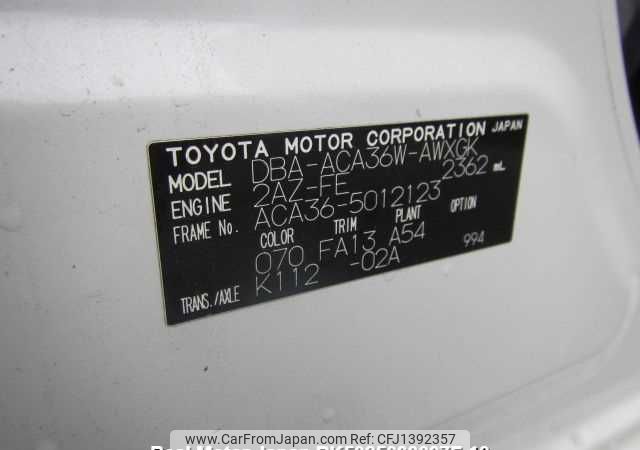 TOYOTA MOTOR CORPORATION JAPAN
MODEL DBA-ACA36W-AWXGK
ENGINE 2AZ-FE 2362 mL
FRAME No. ACA36-5012123
COLOR TRIM PLANT OPTION
070 FA13 A54 994
TRANS./AXLE K112 -02A
www.CarFromJapan.com - CFJ1392357